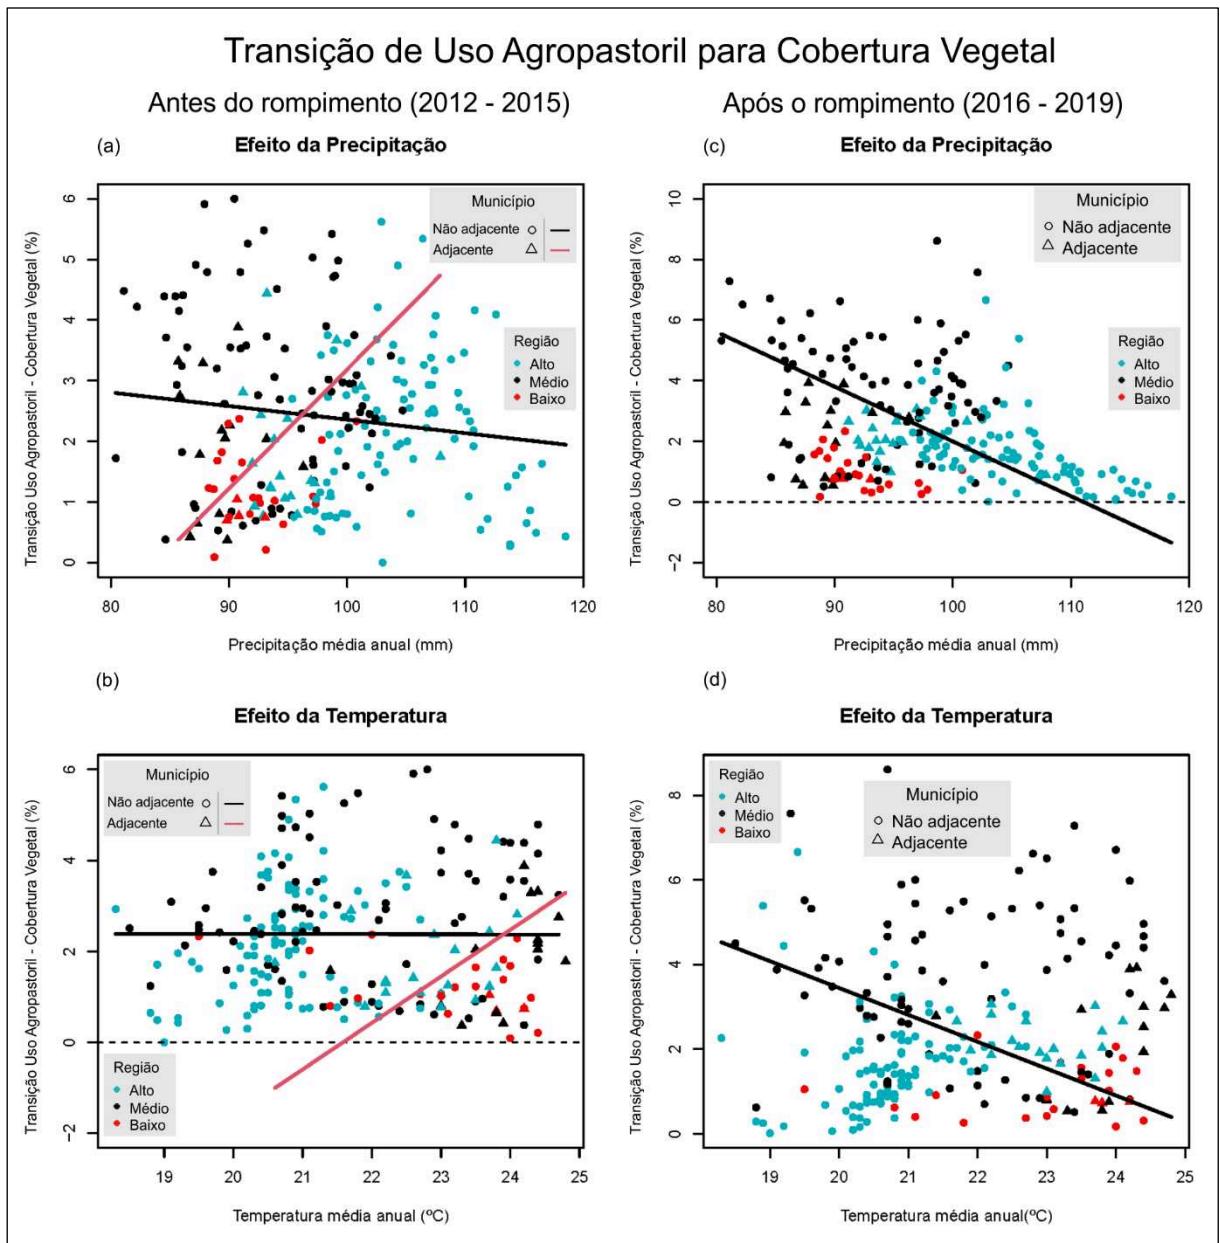 Transição de Uso Agropastoril para Cobertura Vegetal
Antes do rompimento (2012 - 2015)
Após o rompimento (2016 - 2019)
(a)
Efeito da Precipitação
Transição Uso Agropastoril - Cobertura Vegetal (%)
6
5
4
3
2
1
0
Município
Não adjacente
Adjacente
Região
Alto
Médio
Baixo
80 90 100 110 120
Precipitação média anual (mm)
(c)
Efeito da Precipitação
Transição Uso Agropastoril - Cobertura Vegetal (%)
10
8
6
4
2
0
−2
Município
Não adjacente
Adjacente
Região
Alto
Médio
Baixo
80 90 100 110 120
Precipitação média anual (mm)
(b)
Efeito da Temperatura
Transição Uso Agropastoril - Cobertura Vegetal (%)
6
4
2
0
−2
Município
Não adjacente
Adjacente
Região
Alto
Médio
Baixo
19 20 21 22 23 24 25
Temperatura média anual (ºC)
(d)
Efeito da Temperatura
Transição Uso Agropastoril - Cobertura Vegetal (%)
8
6
4
2
0
Região
Alto
Médio
Baixo
Município
Não adjacente
Adjacente
19 20 21 22 23 24 25
Temperatura média anual(ºC)